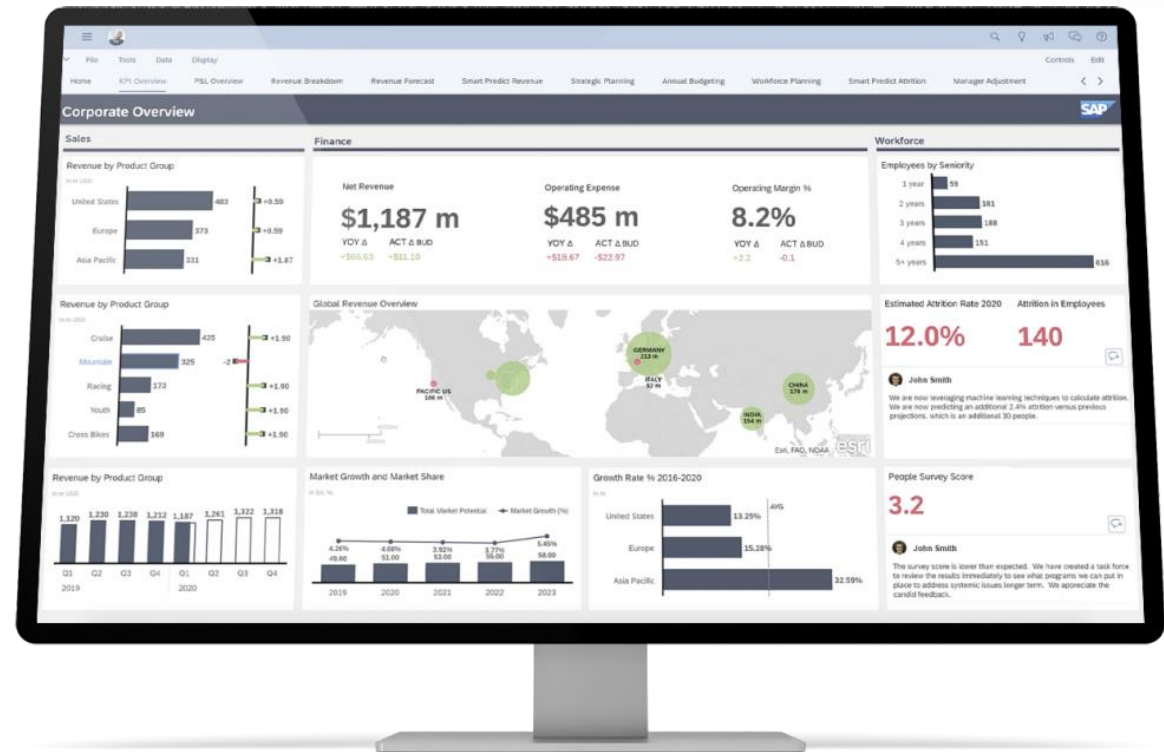 File Tools Data Display Controls Edit
Home KPI Overview P&L Overview Revenue Breakdown Revenue Forecast Smart Predict Revenue Strategic Planning Annual Budgeting Workforce Planning Smart Predict Attrition Manager Adjustment
Corporate Overview
SAP
Sales
Revenue by Product Group
United States 483 +0.59
Europe 373 +0.59
Asia Pacific 331 +1.87
Revenue by Product Group
Cruise 435 +1.90
Mountain 325 -2
Racing 173 +1.90
Youth 85 +1.90
Cross Bikes 169 +1.90
Revenue by Product Group
1,120 1,230 1,238 1,212 1,187 1,261 1,322 1,318
Q1 Q2 Q3 Q4 Q1 Q2 Q3 Q4
2019 2020
Finance
Net Revenue Operating Expense Operating Margin %
$1,187 m $485 m 8.2%
YOY Δ ACT Δ BUD YOY Δ ACT Δ BUD YOY Δ ACT Δ BUD
+$11.10 +$19.67 -$22.97 +2.2 -0.1
Global Revenue Overview
PACIFIC US
106 m
GERMANY
213 m
ITALY
52 m
CHINA
178 m
INDIA
154 m
Esri, FAO, NOAA
esri
Market Growth and Market Share
Total Market Potential Market Growth (%)
4.26% 4.08% 3.92% 3.77% 5.45%
49.60 51.00 53.00 55.00 58.00
2019 2020 2021 2022 2023
Growth Rate % 2016-2020
AVG
United States 13.25%
Europe 15.28%
Asia Pacific 32.59%
Workforce
Employees by Seniority
1 year 59
2 years 181
3 years 188
4 years 151
5+ years 616
Estimated Attrition Rate 2020 Attrition in Employees
12.0% 140
John Smith
We are now leveraging machine learning techniques to calculate attrition.
We are now predicting an additional 2.4% attrition versus previous
projections, which is an additional 30 people.
People Survey Score
3.2
John Smith
The survey score is lower than expected. We have created a task force
to review the results immediately to see what programs we can put in
place to address systemic issues longer term. We appreciate the
candid feedback.